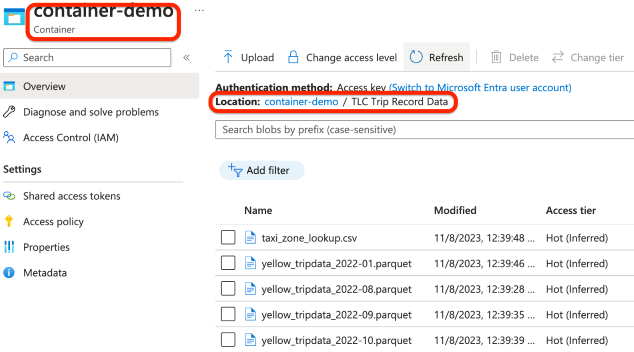 container-demo ...
Container
Search «
Upload Change access level Refresh Delete Change tier
Overview
Diagnose and solve problems
Access Control (IAM)
Settings
Shared access tokens
Access policy
Properties
Metadata
Authentication method: Access key (Switch to Microsoft Entra user account)
Location: container-demo / TLC Trip Record Data
Search blobs by prefix (case-sensitive)
Add filter
Name Modified Access tier
taxi_zone_lookup.csv 11/8/2023, 12:39:48 ... Hot (Inferred)
yellow_tripdata_2022-01.parquet 11/8/2023, 12:39:46 ... Hot (Inferred)
yellow_tripdata_2022-08.parquet 11/8/2023, 12:39:28 ... Hot (Inferred)
yellow_tripdata_2022-09.parquet 11/8/2023, 12:39:35 ... Hot (Inferred)
yellow_tripdata_2022-10.parquet 11/8/2023, 12:39:39 ... Hot (Inferred)